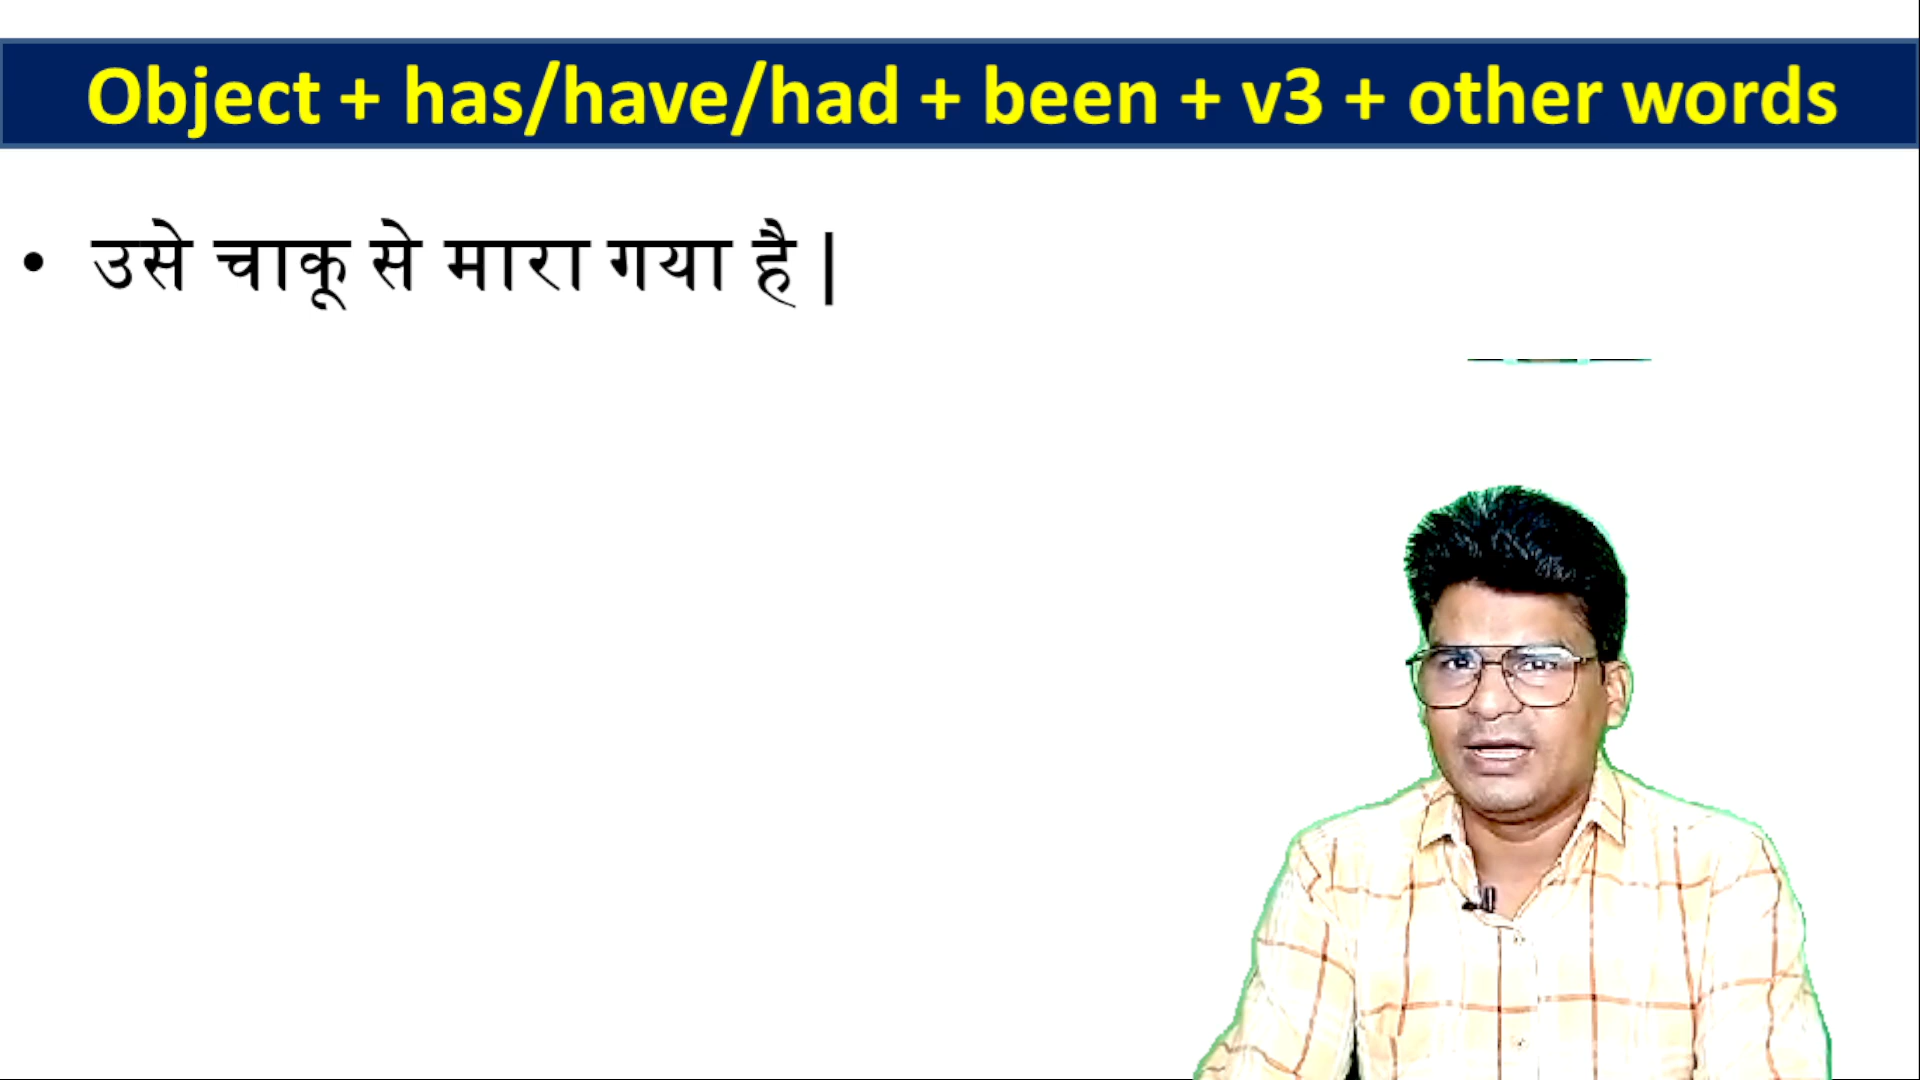 Object + has/have/had + been + v3 + other words
• उसे चाकू से मारा गया है |